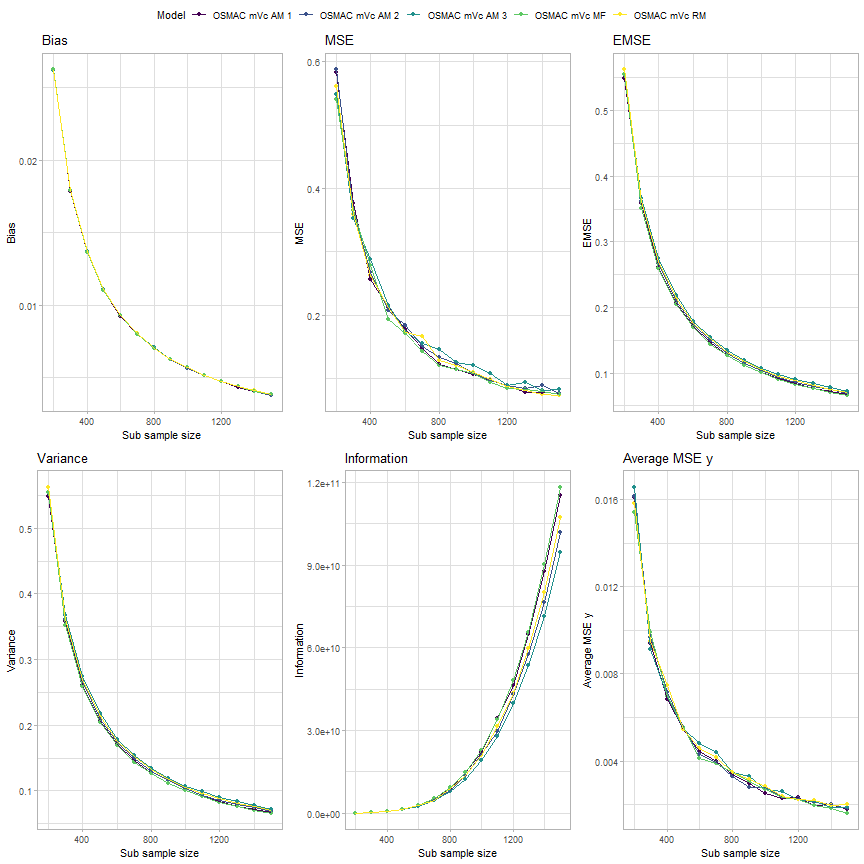 Model OSMAC mVc AM 1 OSMAC mVc AM 2 OSMAC mVc AM 3 OSMAC mVc MF OSMAC mVc RM
Bias
MSE
EMSE
0.02
0.01
Bias
400 800 1200
Sub sample size
0.6
0.4
0.2
MSE
400 800 1200
Sub sample size
0.5
0.4
0.3
0.2
0.1
EMSE
400 800 1200
Sub sample size
Variance
Information
Average MSE y
0.5
0.4
0.3
0.2
0.1
Variance
400 800 1200
Sub sample size
1.2e+11
9.0e+10
6.0e+10
3.0e+10
0.0e+00
Information
400 800 1200
Sub sample size
0.016
0.012
0.008
0.004
Average MSE y
400 800 1200
Sub sample size